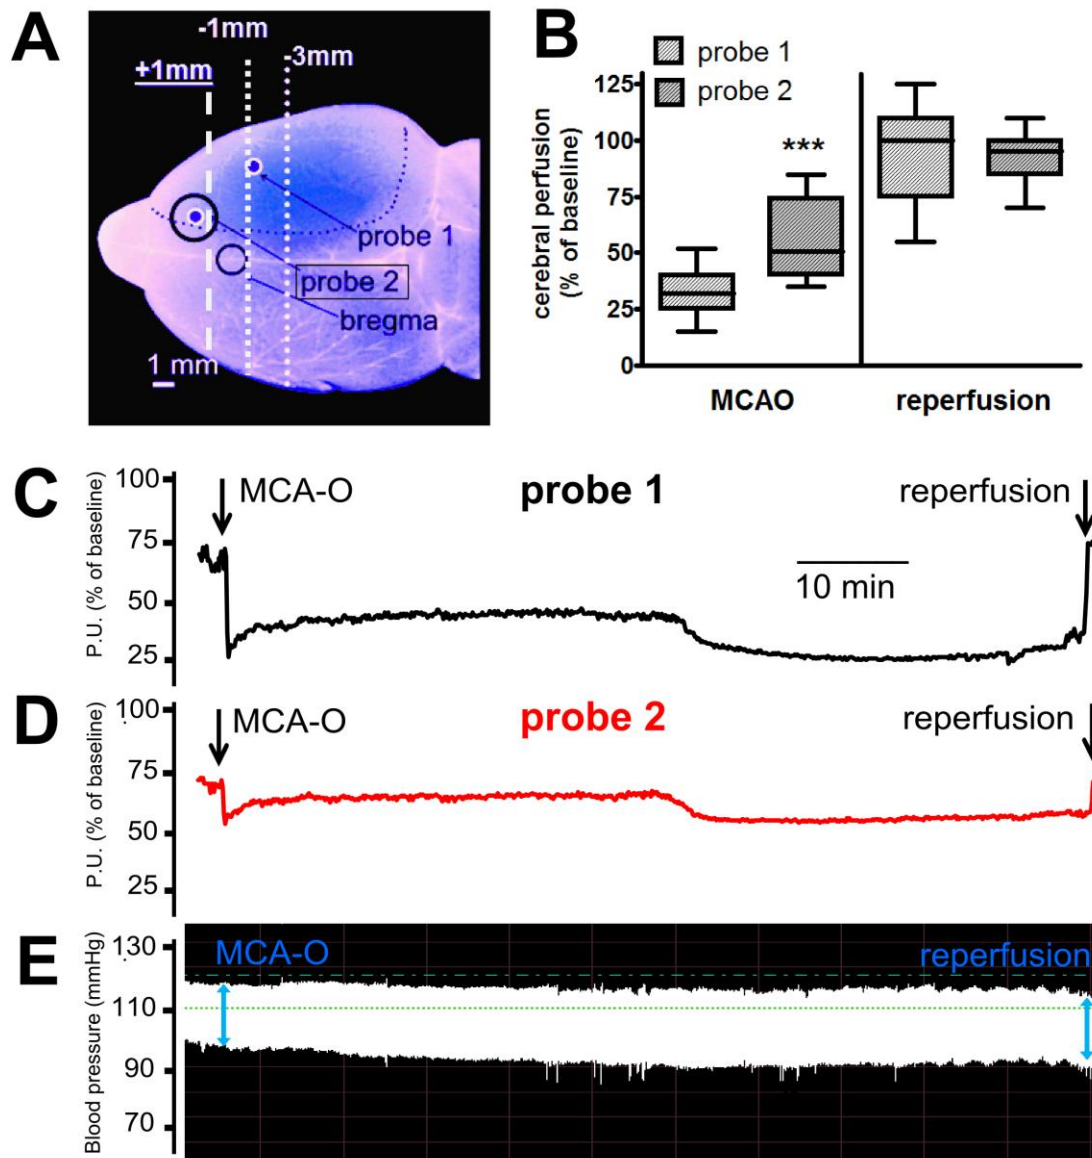 A
-1mm
-3mm
+1mm
probe 1
probe 2
bregma
1 mm
B
probe 1
probe 2
cerebral perfusion
(% of baseline)
125
100
75
50
25
0
***
MCAO
reperfusion
C
P.U. (% of baseline)
100
75
50
25
MCA-O
probe 1
reperfusion
10 min
D
P.U. (% of baseline)
100
75
50
25
MCA-O
probe 2
reperfusion
E
Blood pressure (mmHg)
130
110
90
70
MCA-O
reperfusion